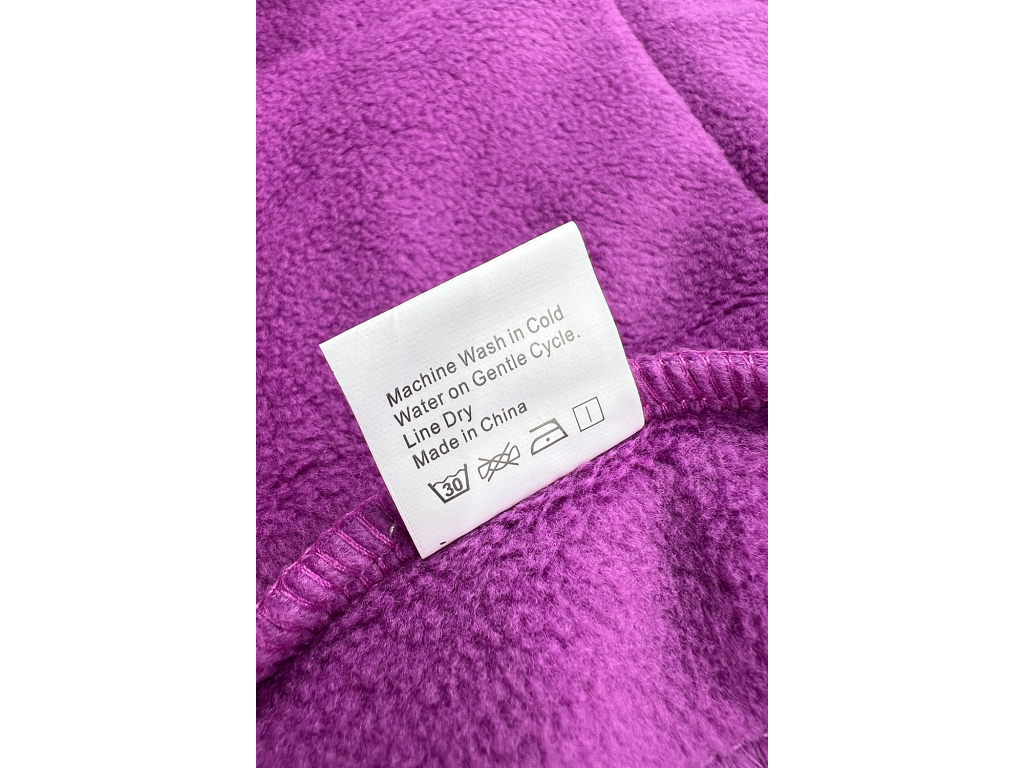 Machine Wash in Cold
Water on Gentle Cycle.
Line Dry
Made in China
30